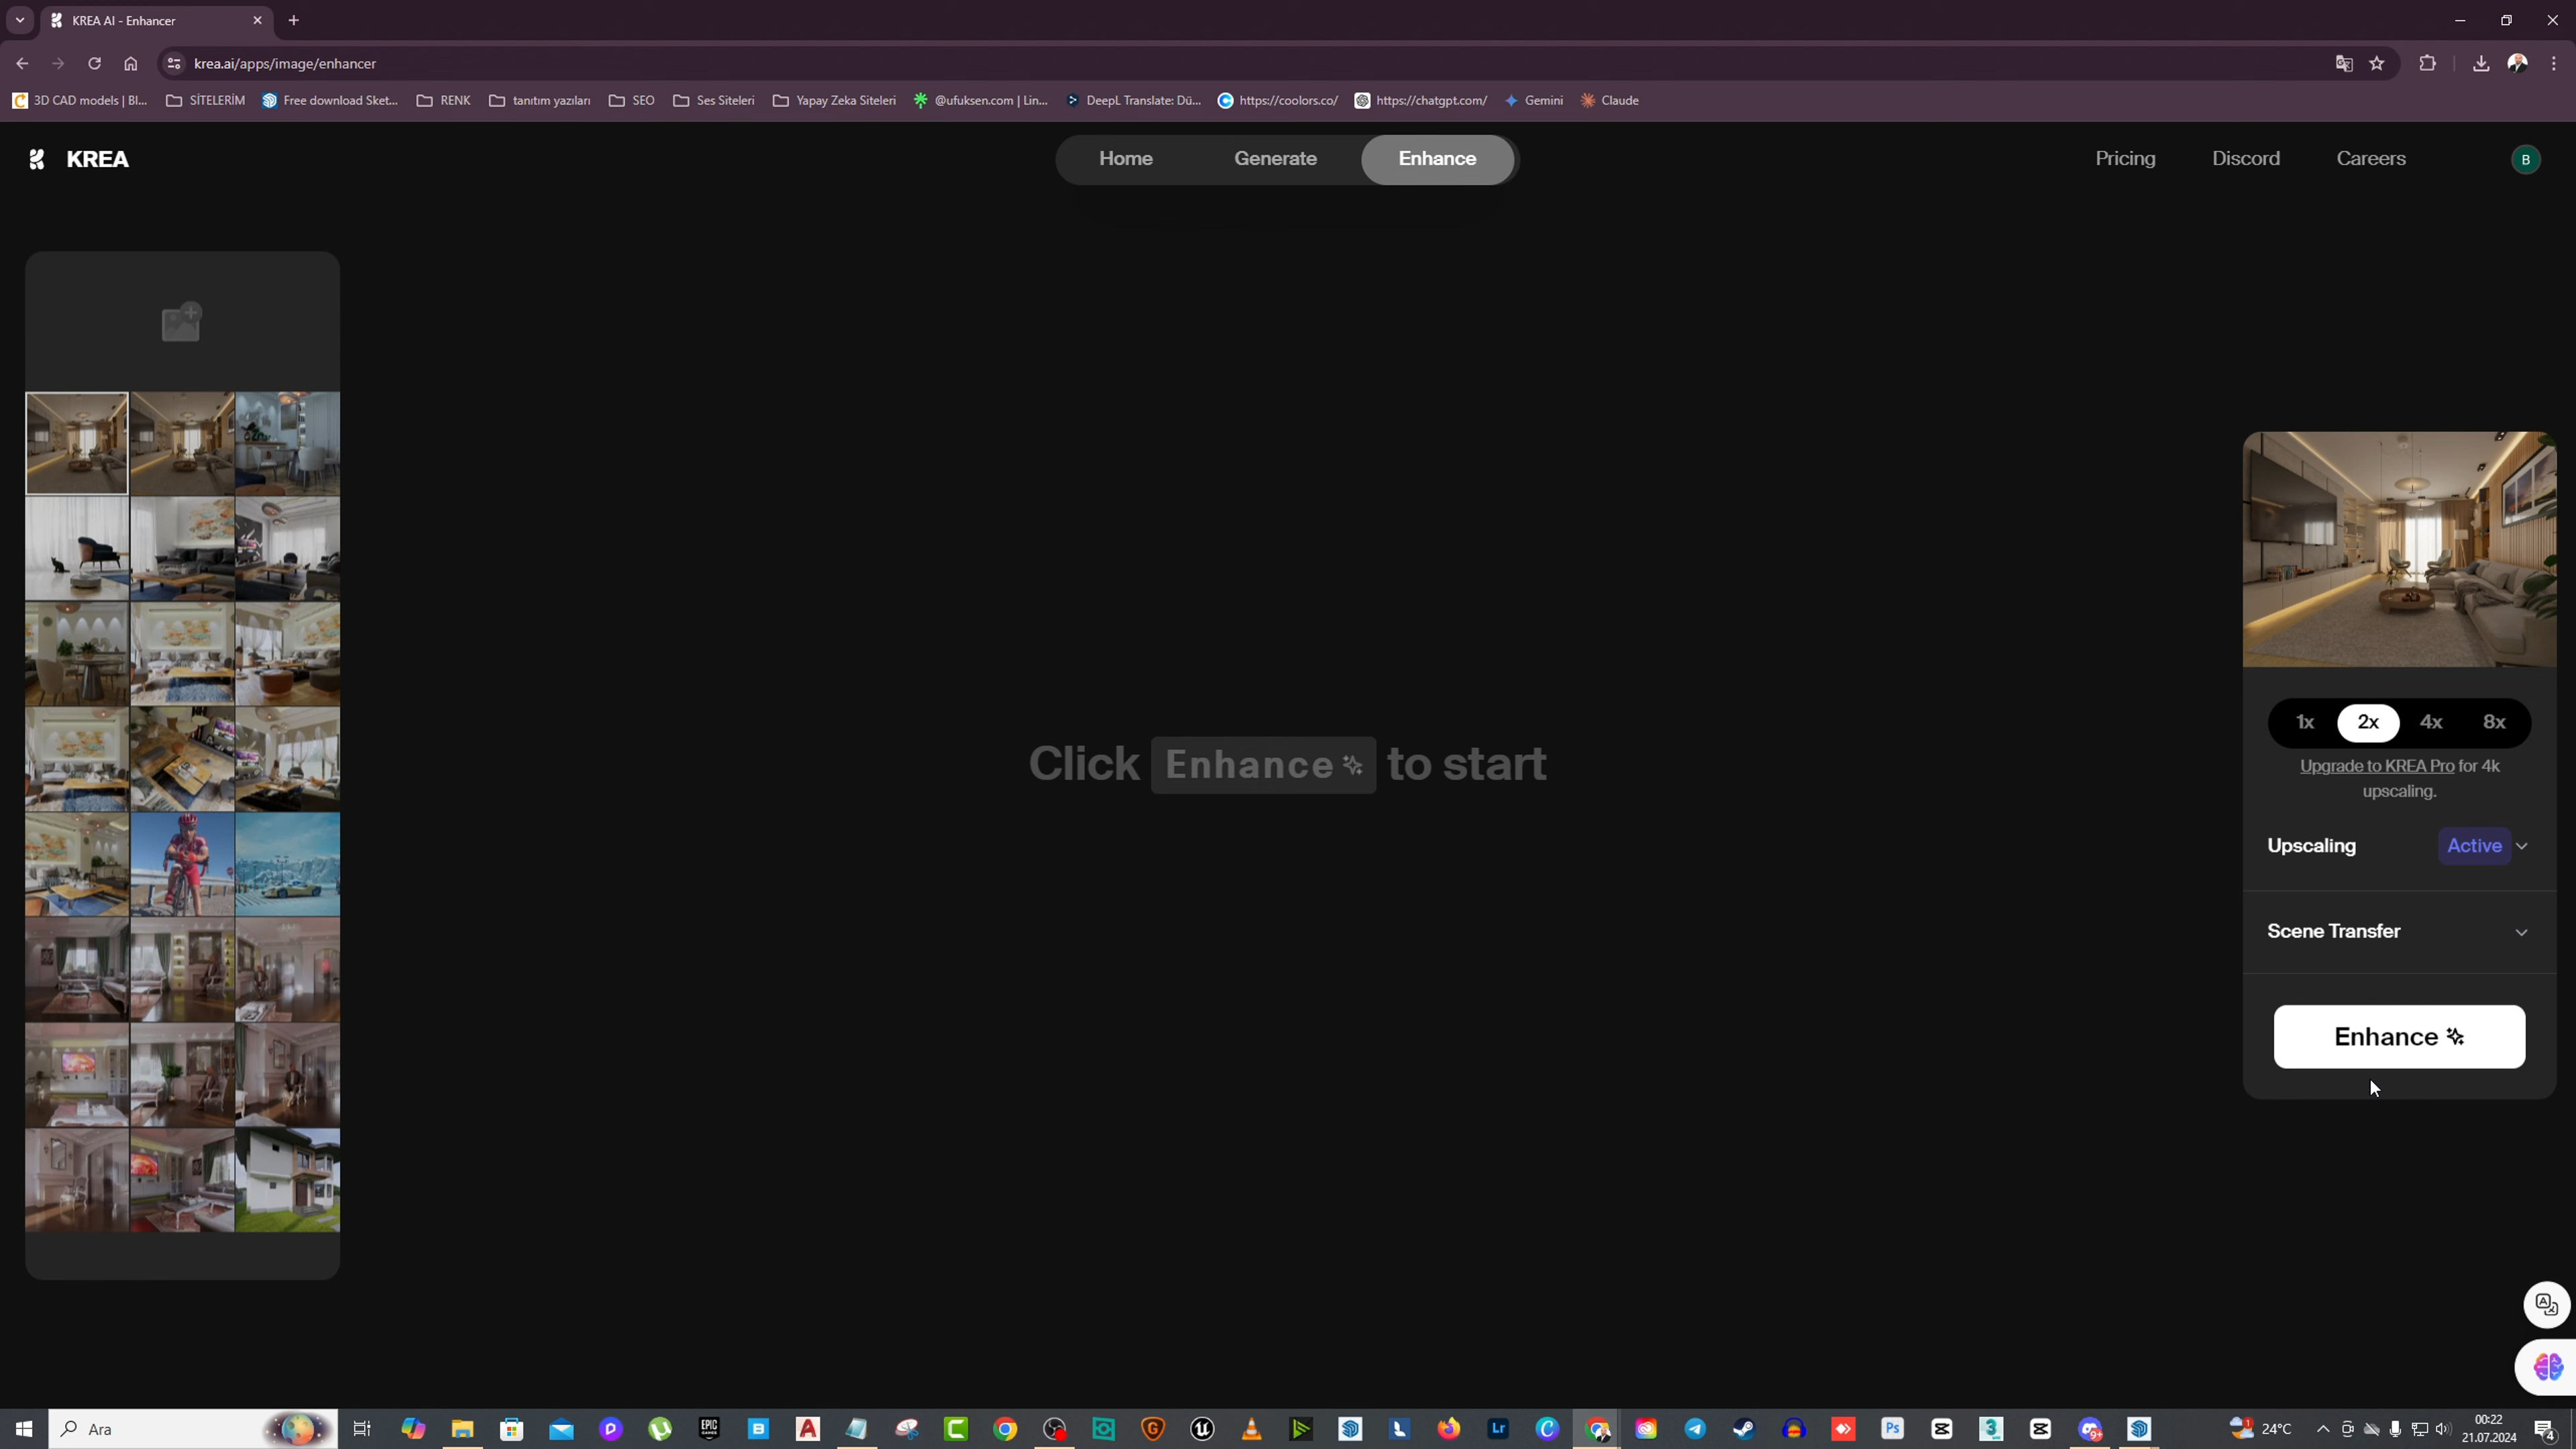 KREA AI - Enhancer
krea.ai/apps/image/enhancer
3D CAD models | Bl...
SİTELERİM
Free download Sket...
RENK
tanıtım yazıları
SEO
Ses Siteleri
Yapay Zeka Siteleri
@ufuksen.com | Lin...
DeepL Translate: Dü...
https://coolors.co/
https://chatgpt.com/
Gemini
Claude
KREA
Home
Generate
Enhance
Pricing
Discord
Careers
B
Click Enhance to start
1x
2x
4x
8x
Upgrade to KREA Pro for 4k
upscaling.
Upscaling
Active
Scene Transfer
Enhance
Ara
24°C
00:22
21.07.2024